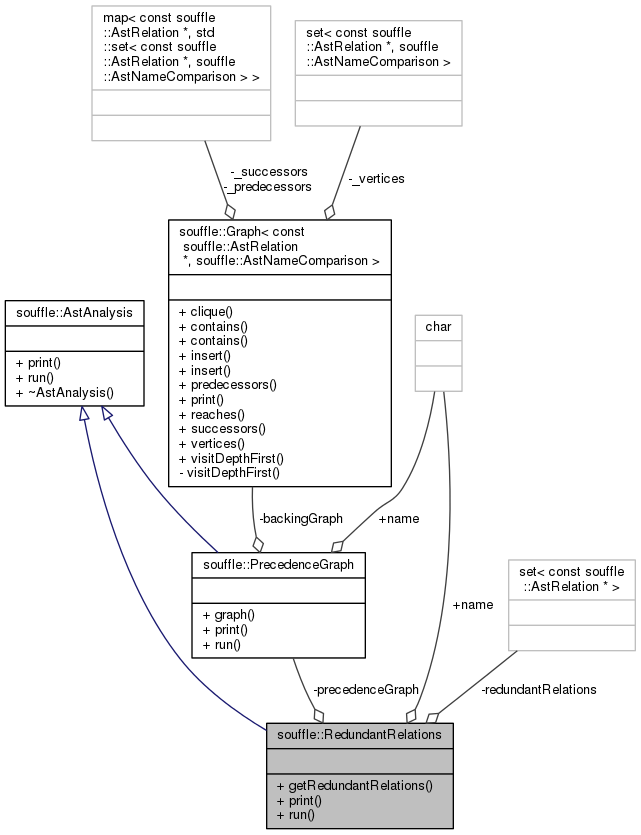 map< const souffle
::AstRelation *, std
::set< const souffle
::AstRelation *, souffle
::AstNameComparison > >
set< const souffle
::AstRelation *, souffle
::AstNameComparison >
-_successors
-_predecessors
-_vertices
souffle::Graph< const
souffle::AstRelation
*, souffle::AstNameComparison >
+ clique()
+ contains()
+ contains()
+ insert()
+ insert()
+ predecessors()
+ print()
+ reaches()
+ successors()
+ vertices()
+ visitDepthFirst()
- visitDepthFirst()
souffle::AstAnalysis
+ print()
+ run()
+ ~AstAnalysis()
char
-backingGraph
+name
souffle::PrecedenceGraph
+ graph()
+ print()
+ run()
set< const souffle
::AstRelation * >
+name
-precedenceGraph
-redundantRelations
souffle::RedundantRelations
+ getRedundantRelations()
+ print()
+ run()